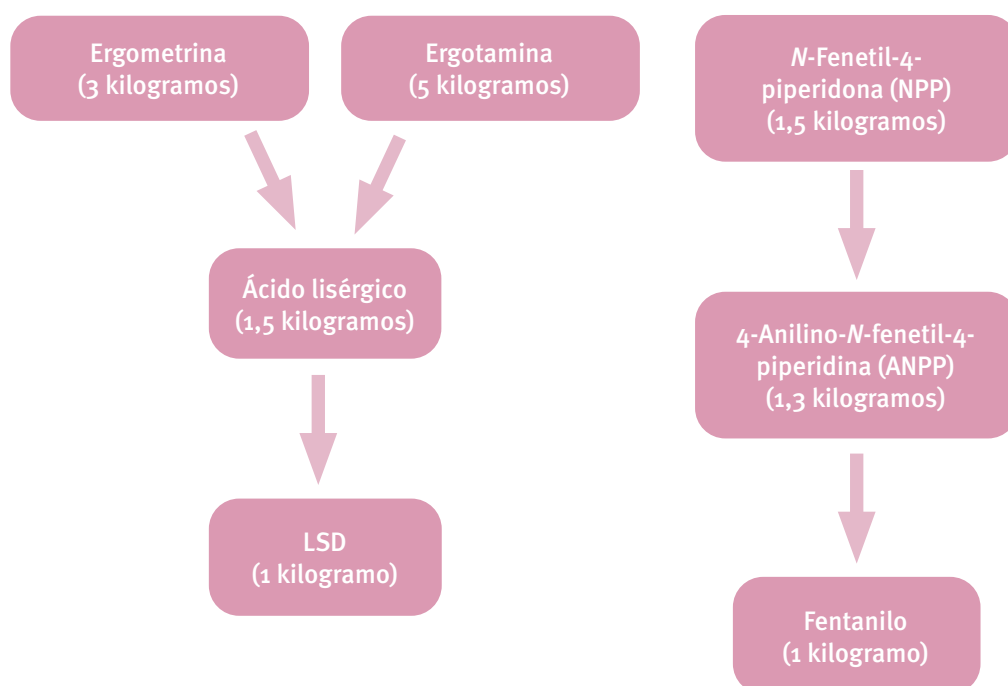 Ergometrina
(3 kilogramos)
Ergotamina
(5 kilogramos)
Ácido lisérgico
(1,5 kilogramos)
LSD
(1 kilogramo)
N-Fenetil-4-
piperidona (NPP)
(1,5 kilogramos)
4-Anilino-N-fenetil-4-
piperidina (ANPP)
(1,3 kilogramos)
Fentanilo
(1 kilogramo)